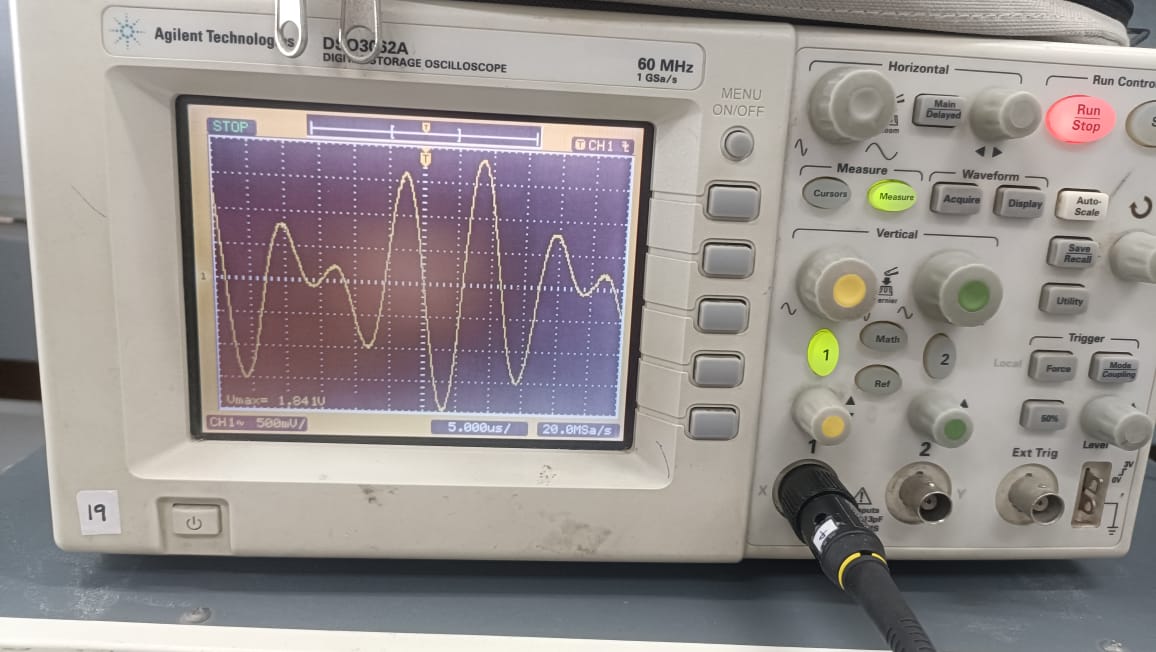 Agilent Technologies
DSO3062A
DIGITAL STORAGE OSCILLOSCOPE
60 MHz
1 GSa/s
MENU
ON/OFF
STOP
T
T CH1
T
1
Vmax= 1.841V
CH1~ 500mV/
5.000us/
20.0MSa/s
19
Horizontal
Main
Delayed
Run
Stop
Measure
Cursors
Measure
Waveform
Acquire
Display
Auto-
Scale
Save
Recall
Utility
Vertical
1
Math
2
Ref
1
2
X
Y
Local
Trigger
Force
Mode
Coupling
50%
Level
Ext Trig
3V
0V